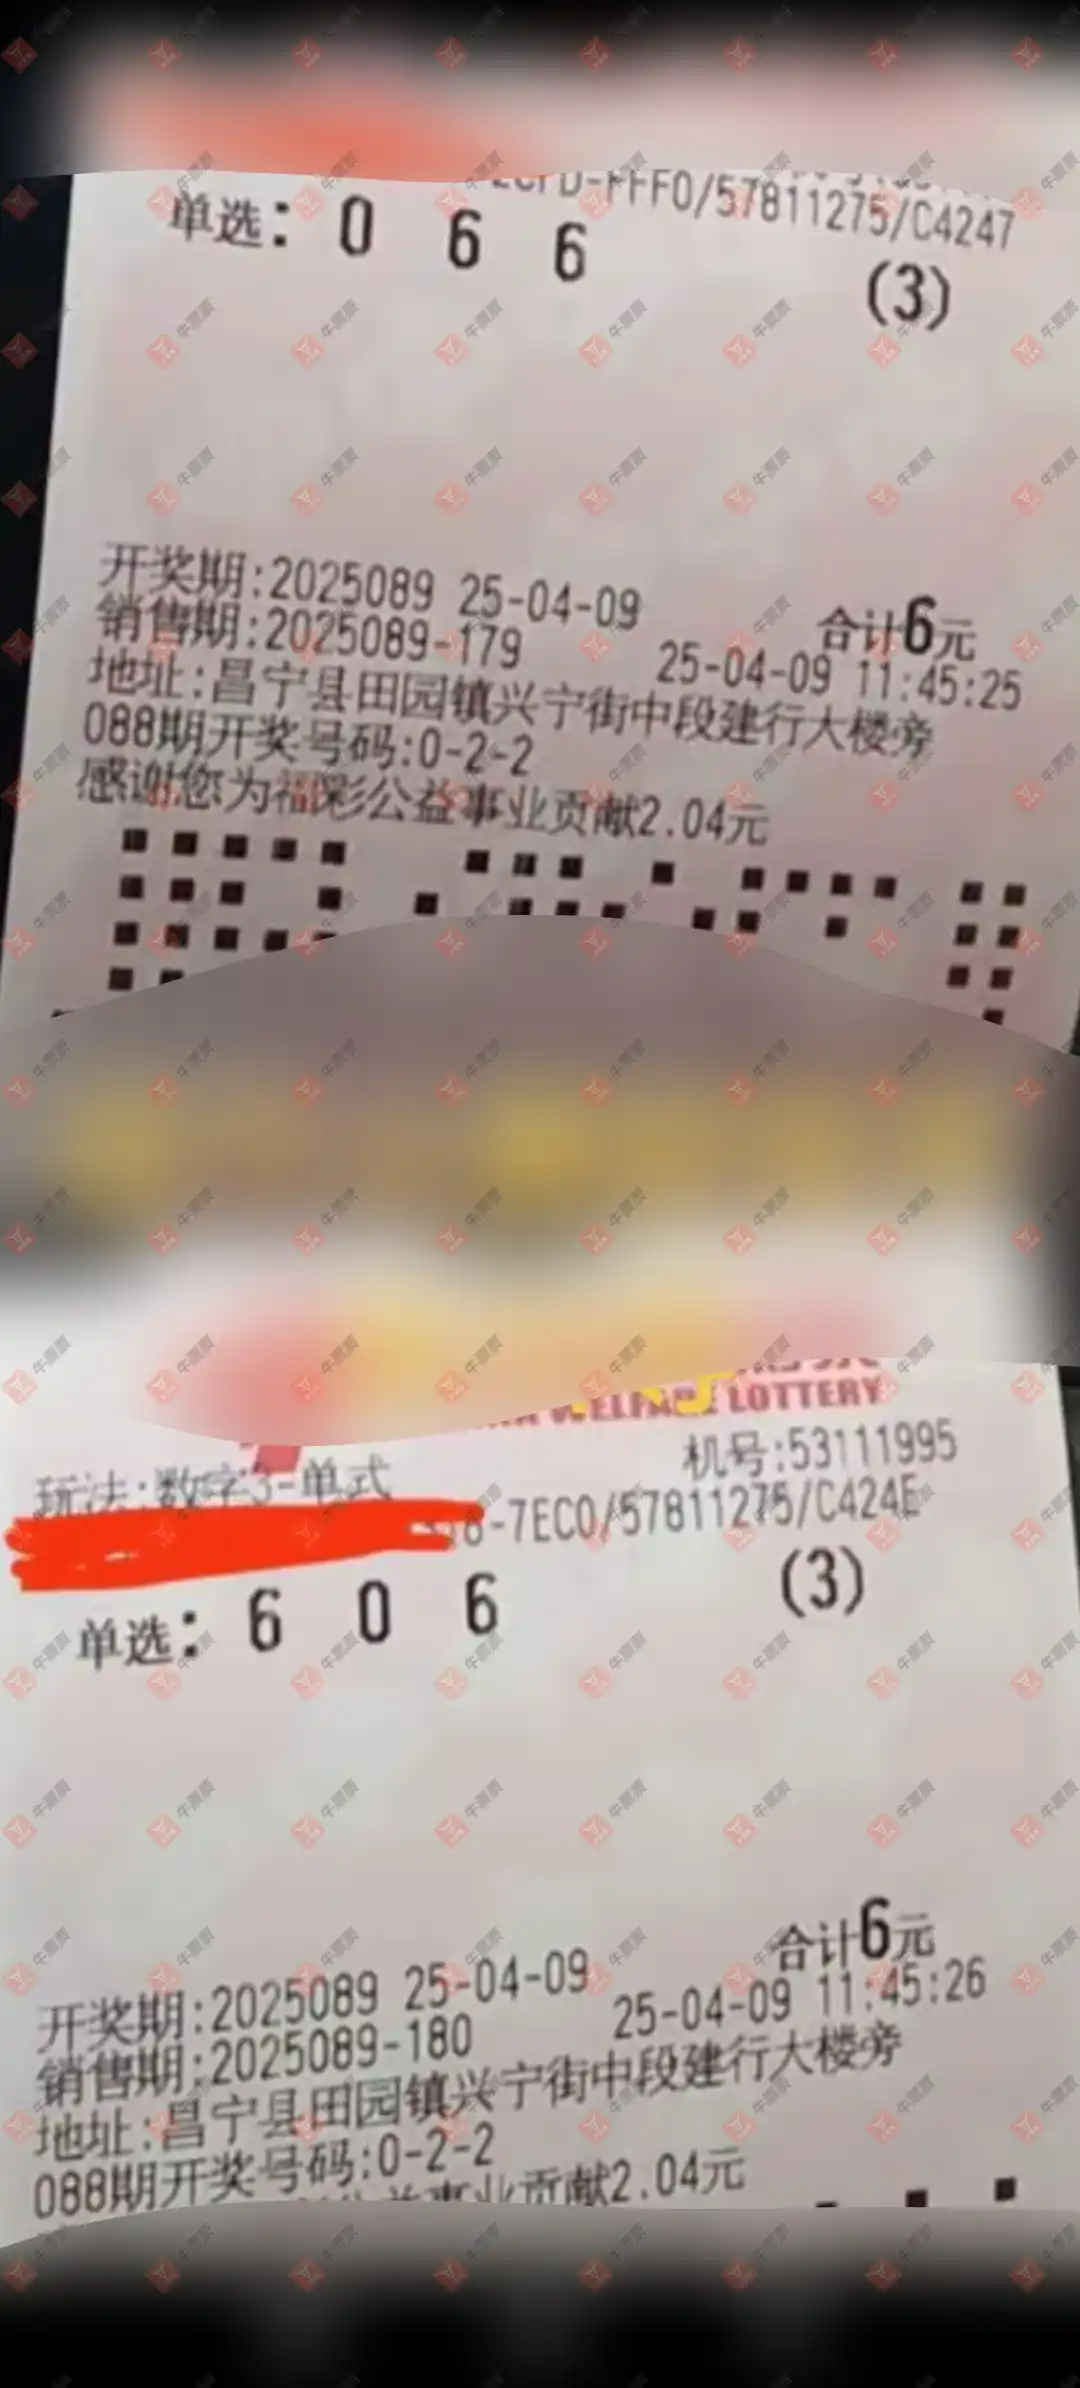 FFF0/57811275/C4247
单选: 0 6 6
(3)
开奖期:2025089 25-04-09
合计6元
销售期:2025089-179 25-04-09 11:45:25
地址:昌宁县田园镇兴宁街中段建行大楼旁
088期开奖号码:0-2-2
感谢您为福彩公益事业贡献2.04元
WELFARE LOTTERY
机号:53111995
玩法:数字3-单式
-7EC0/57811275/C424E
单选: 6 0 6 (3)
合计6元
开奖期:2025089 25-04-09
销售期:2025089-180 25-04-09 11:45:26
地址:昌宁县田园镇兴宁街中段建行大楼旁
088期开奖号码:0-2-2
公益事业贡献2.04元
牛票票